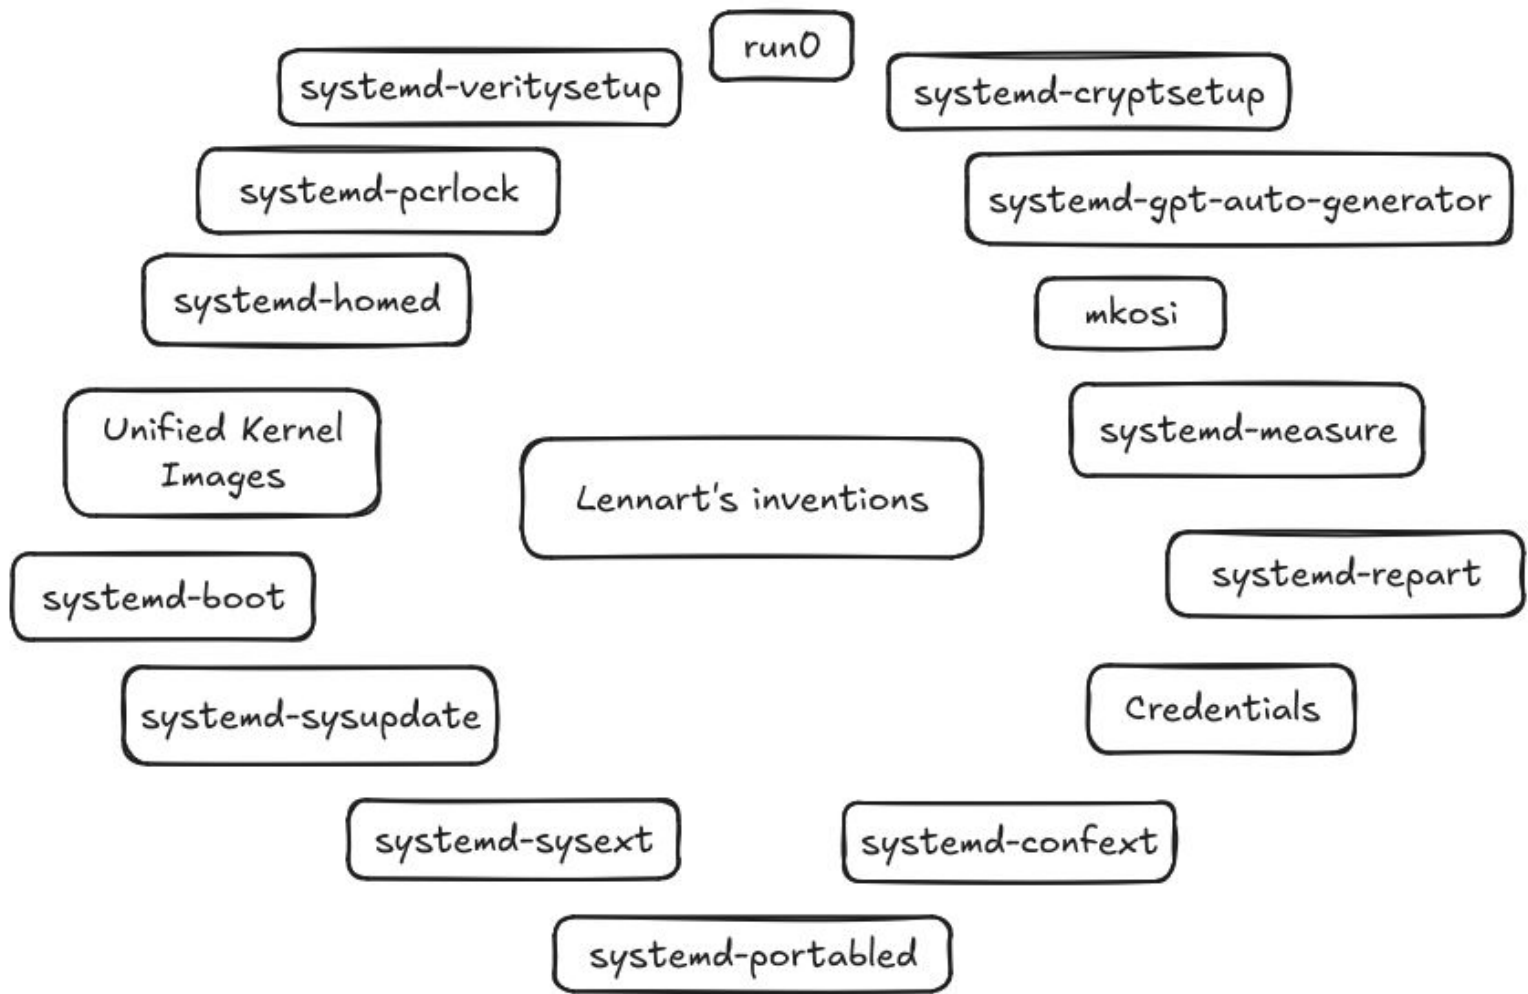 run0
systemd-veritysetup
systemd-cryptsetup
systemd-pcrlock
systemd-gpt-auto-generator
systemd-homed
mkosi
Unified Kernel
Images
systemd-measure
Lennart's inventions
systemd-boot
systemd-repart
systemd-sysupdate
Credentials
systemd-sysext
systemd-confext
systemd-portabled